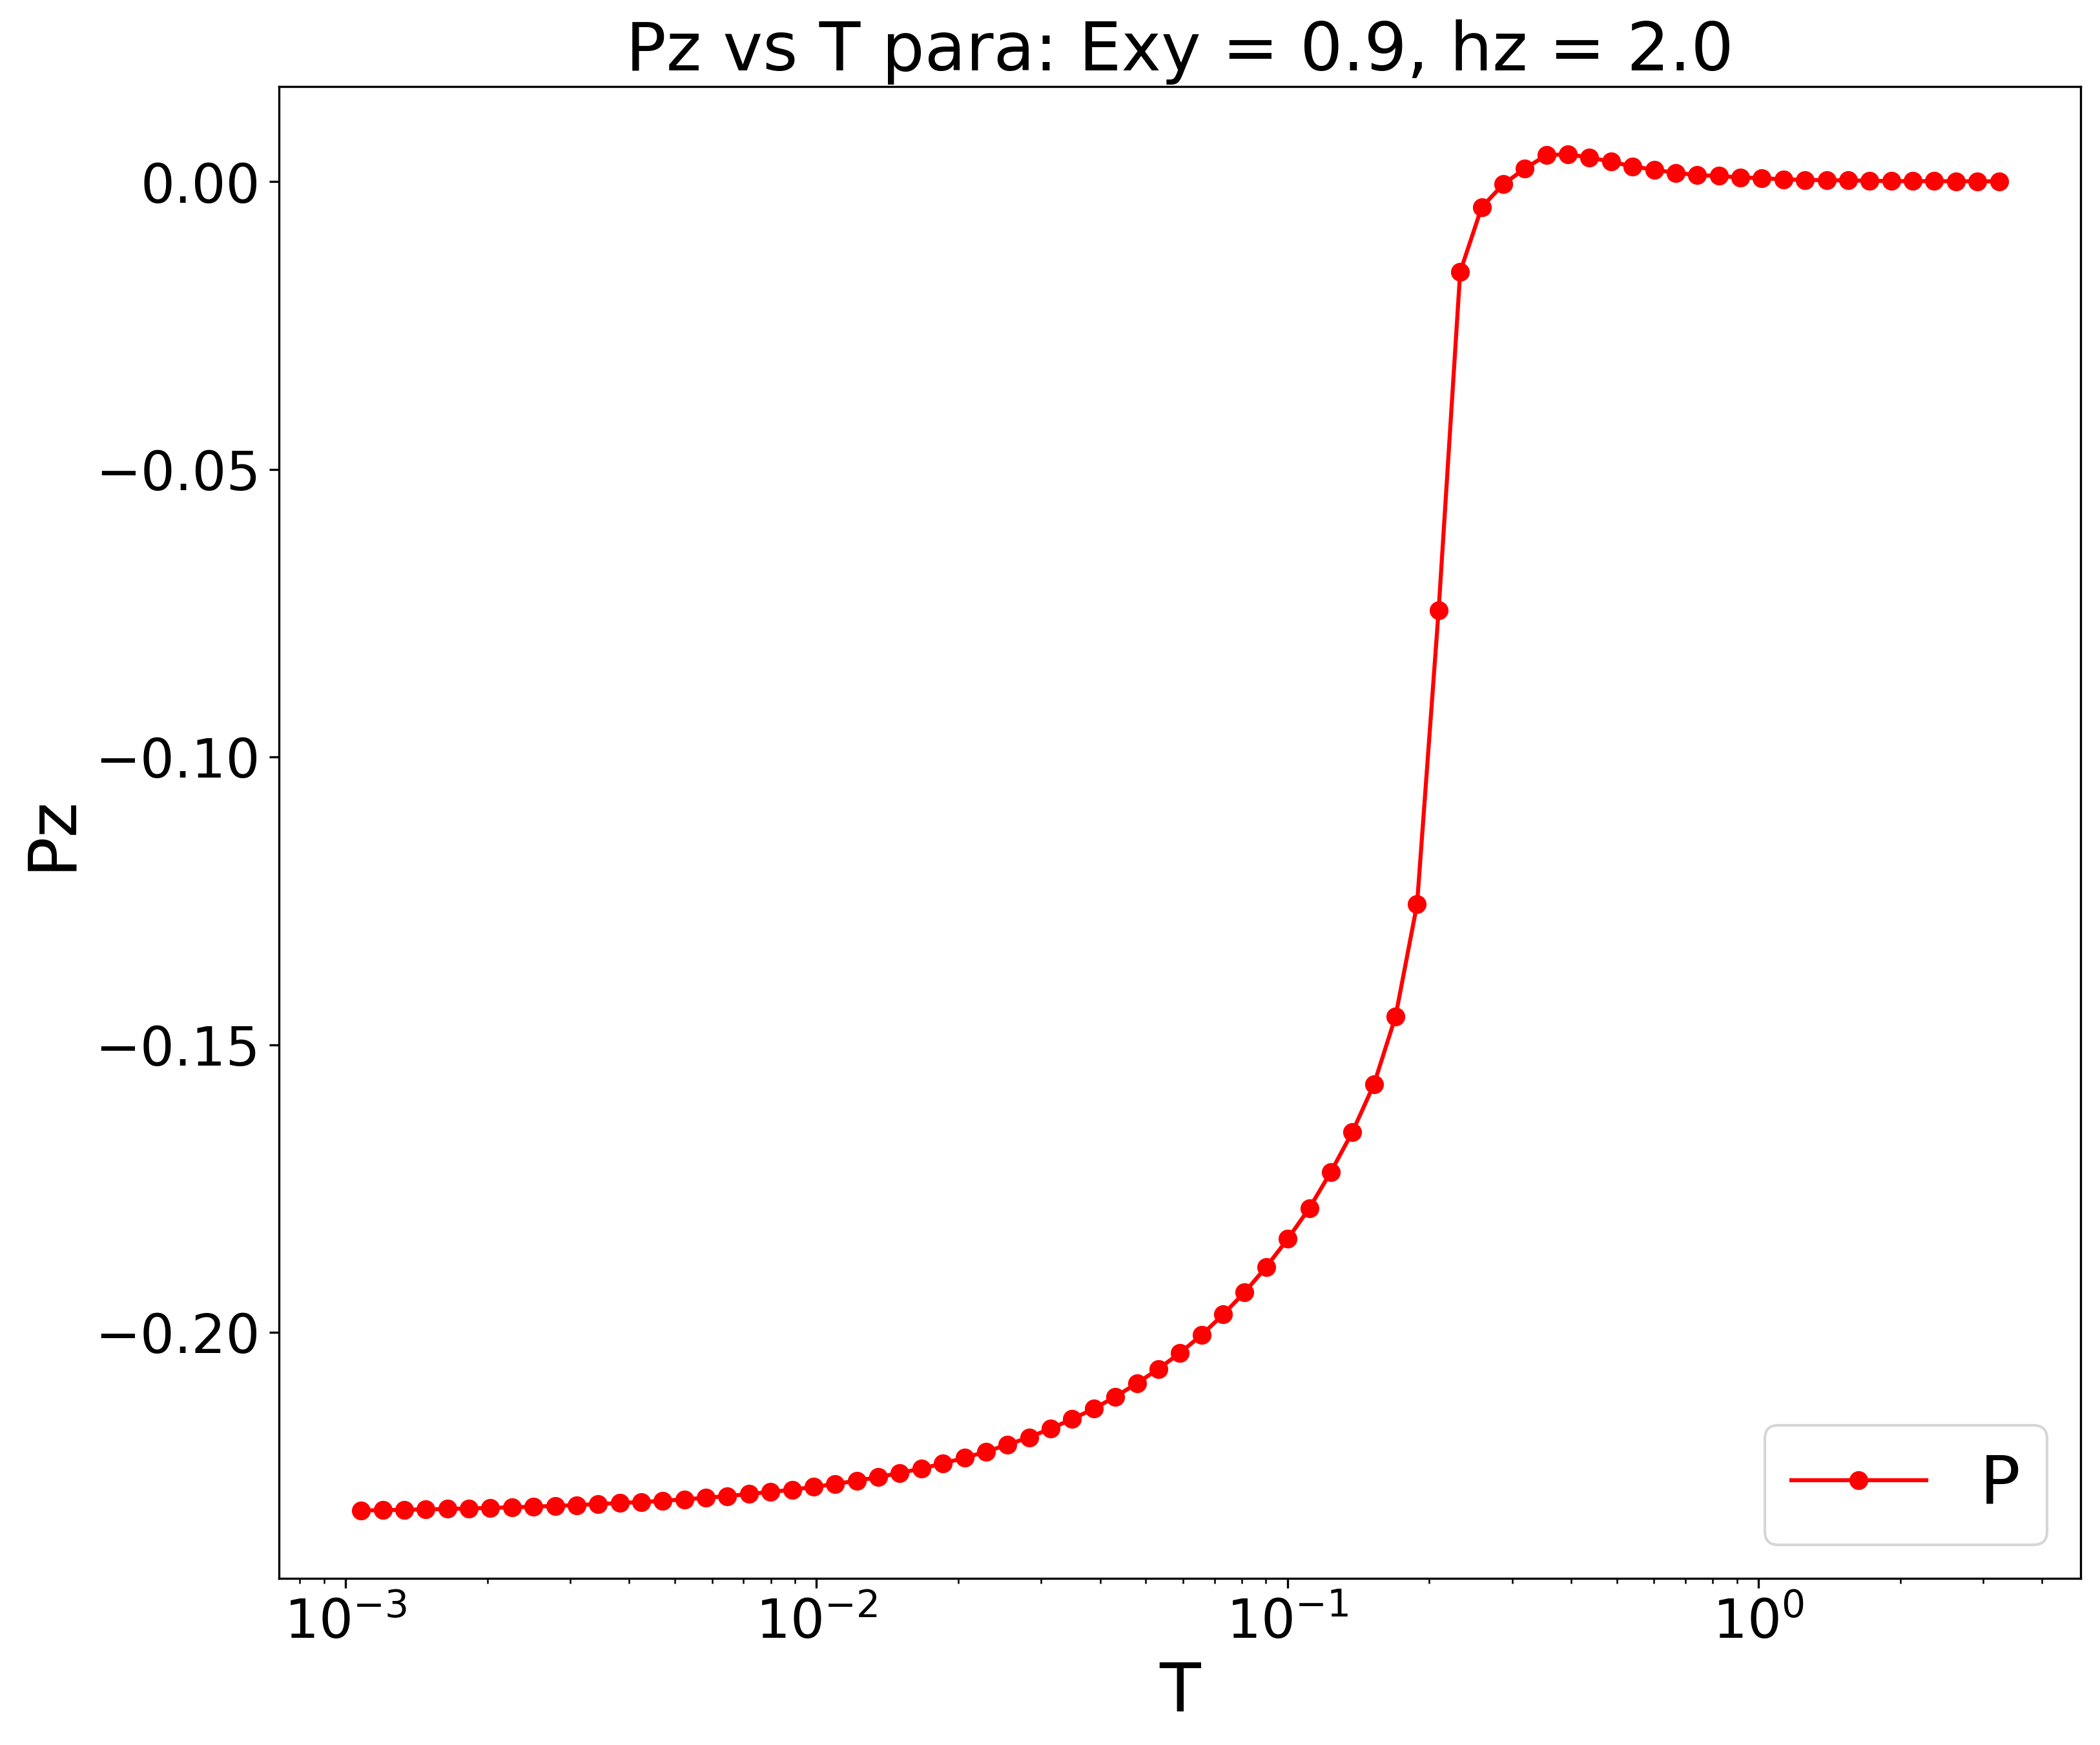 Pz vs T para: Exy = 0.9, hz = 2.0
0.00
−0.05
−0.10
−0.15
−0.20
Pz
P
10⁻³ 10⁻² 10⁻¹ 10⁰
T